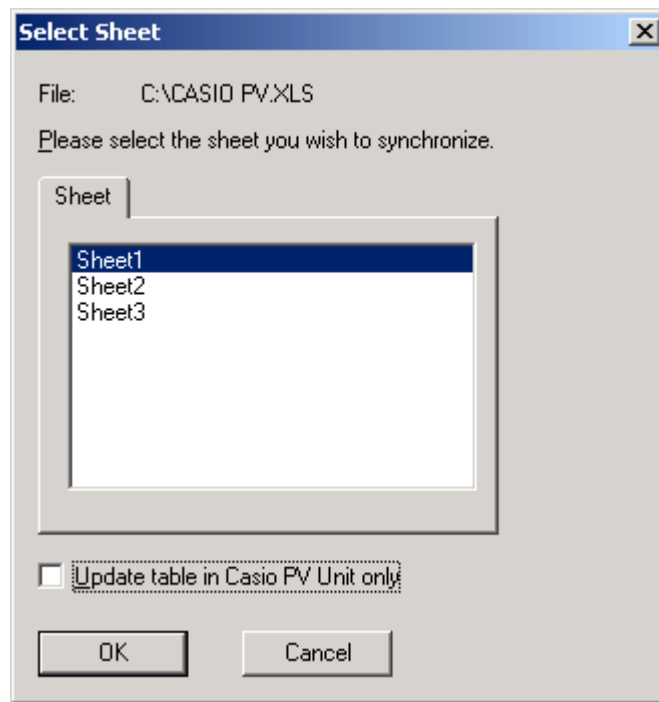 Select Sheet
File: C:\CASIO PV.XLS
Please select the sheet you wish to synchronize.
Sheet
Sheet1
Sheet2
Sheet3
Update table in Casio PV Unit only
OK Cancel